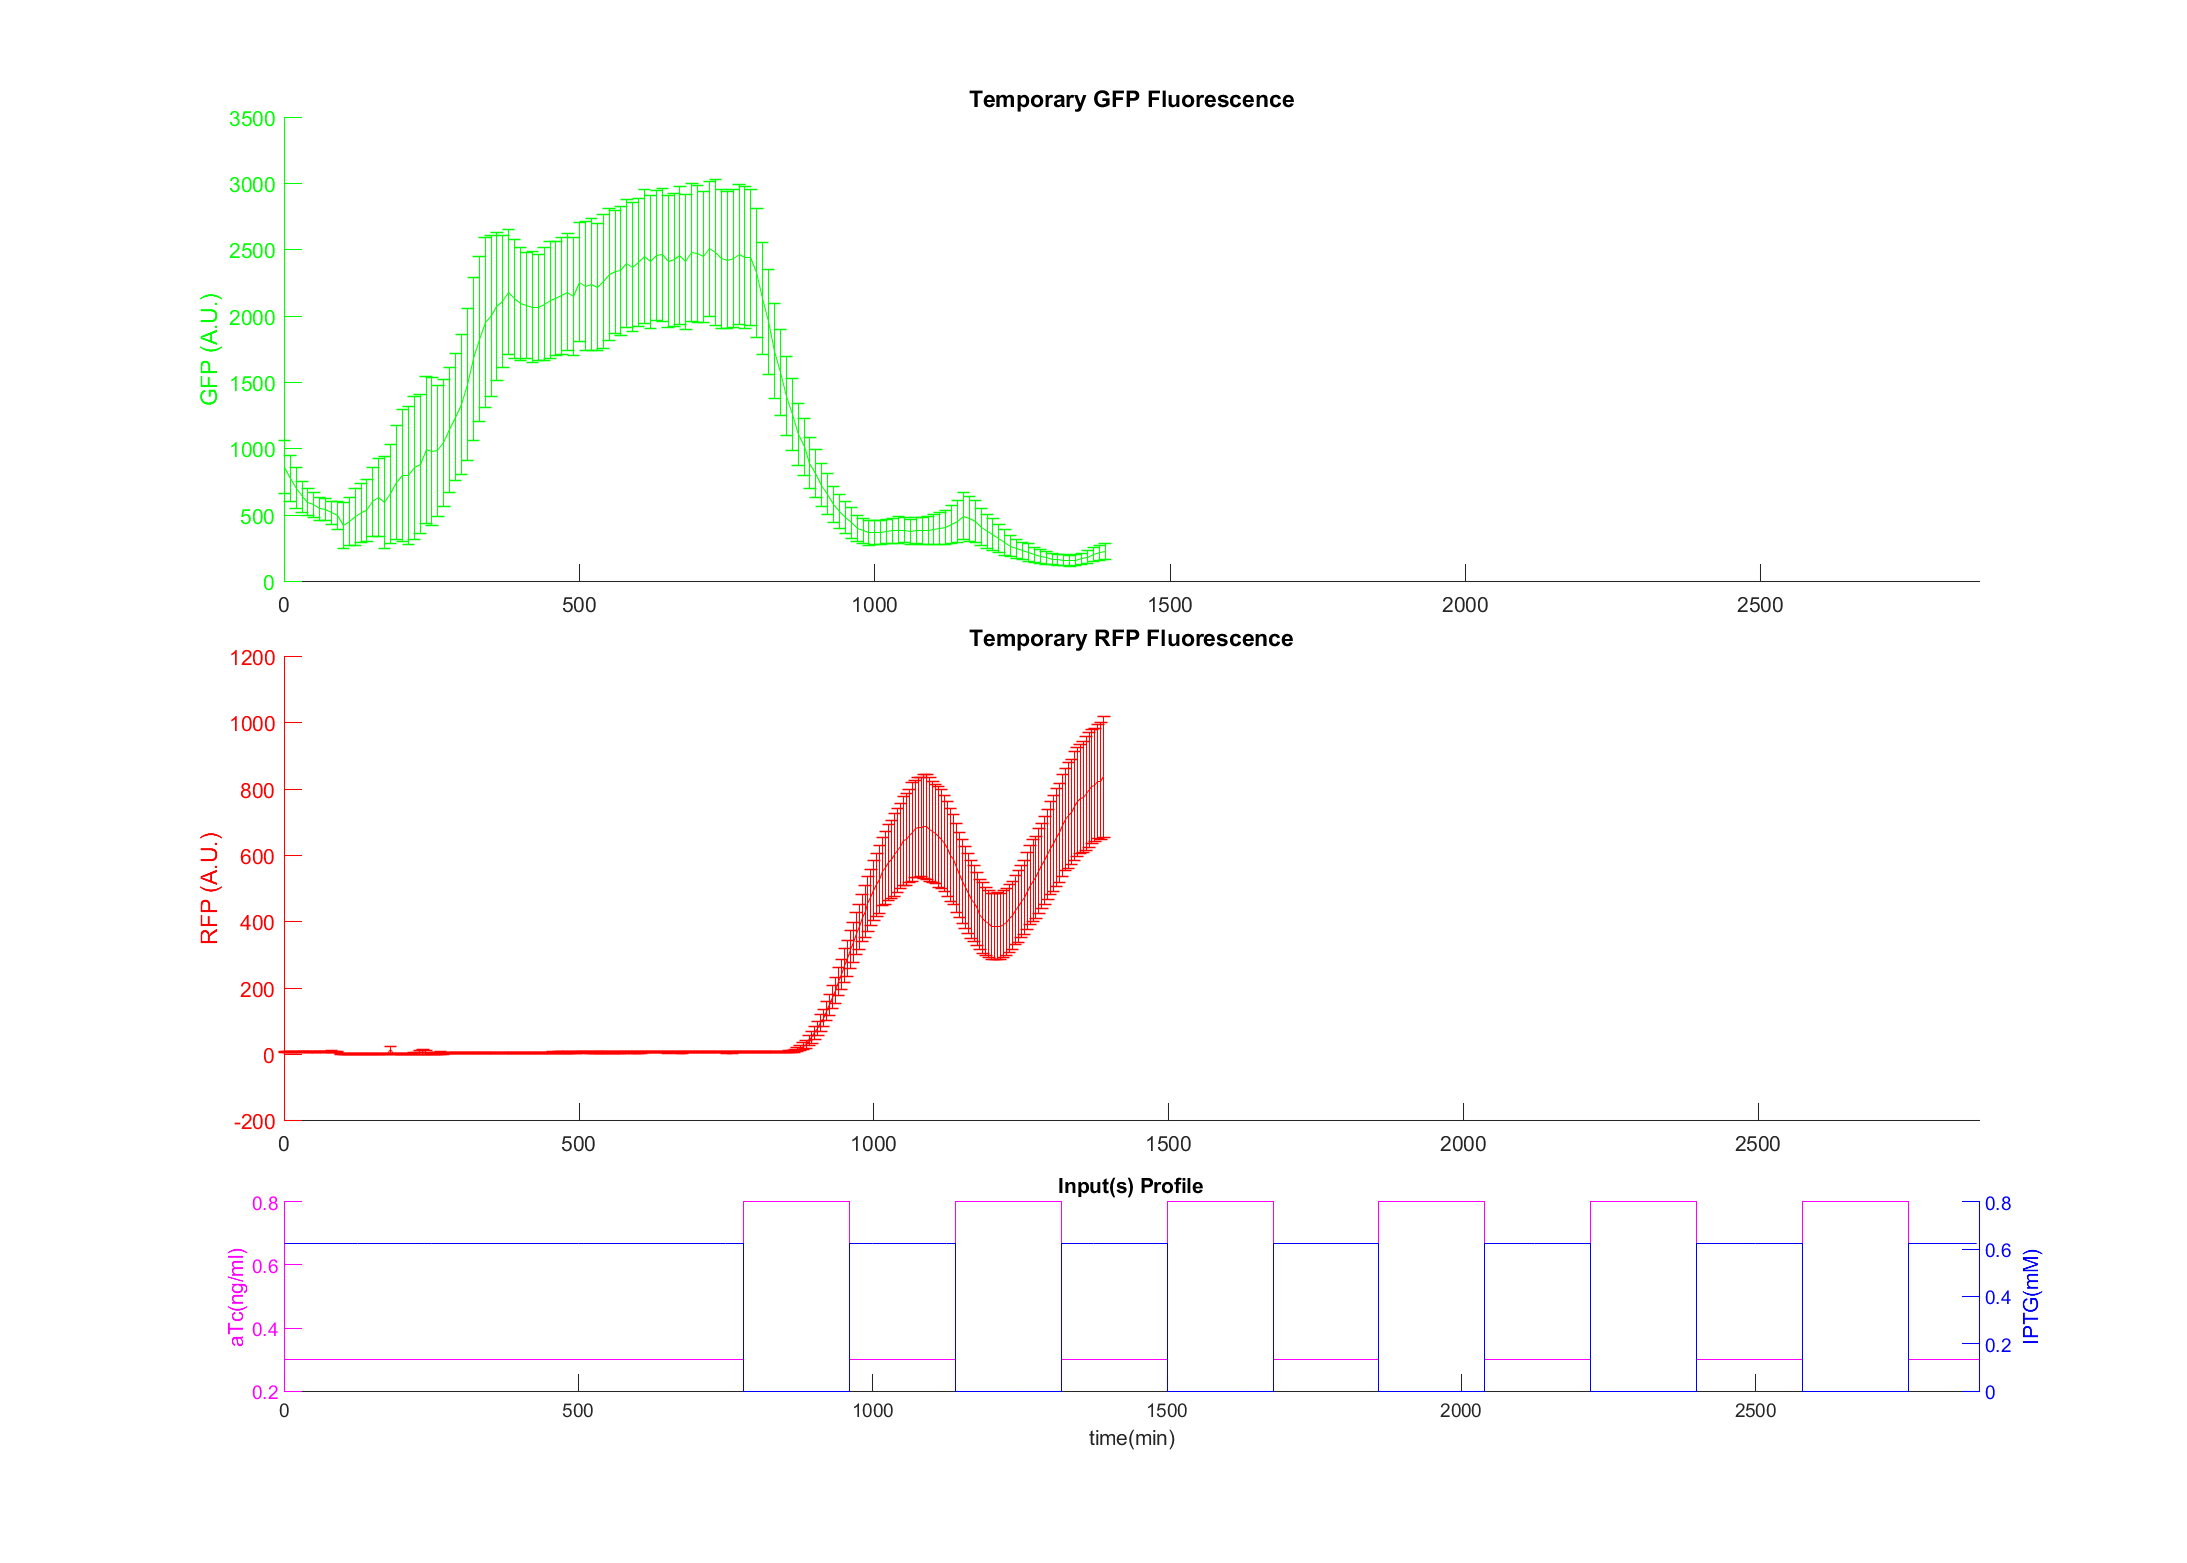 Temporary GFP Fluorescence
3500
3000
2500
2000
1500
1000
500
0
GFP (A.U.)
0 500 1000 1500 2000 2500
Temporary RFP Fluorescence
1200
1000
800
600
400
200
0
-200
RFP (A.U.)
0 500 1000 1500 2000 2500
Input(s) Profile
0.8
0.6
0.4
0.2
aTc(ng/ml)
0.8
0.6
0.4
0.2
0
IPTG(mM)
0 500 1000 1500 2000 2500
time(min)